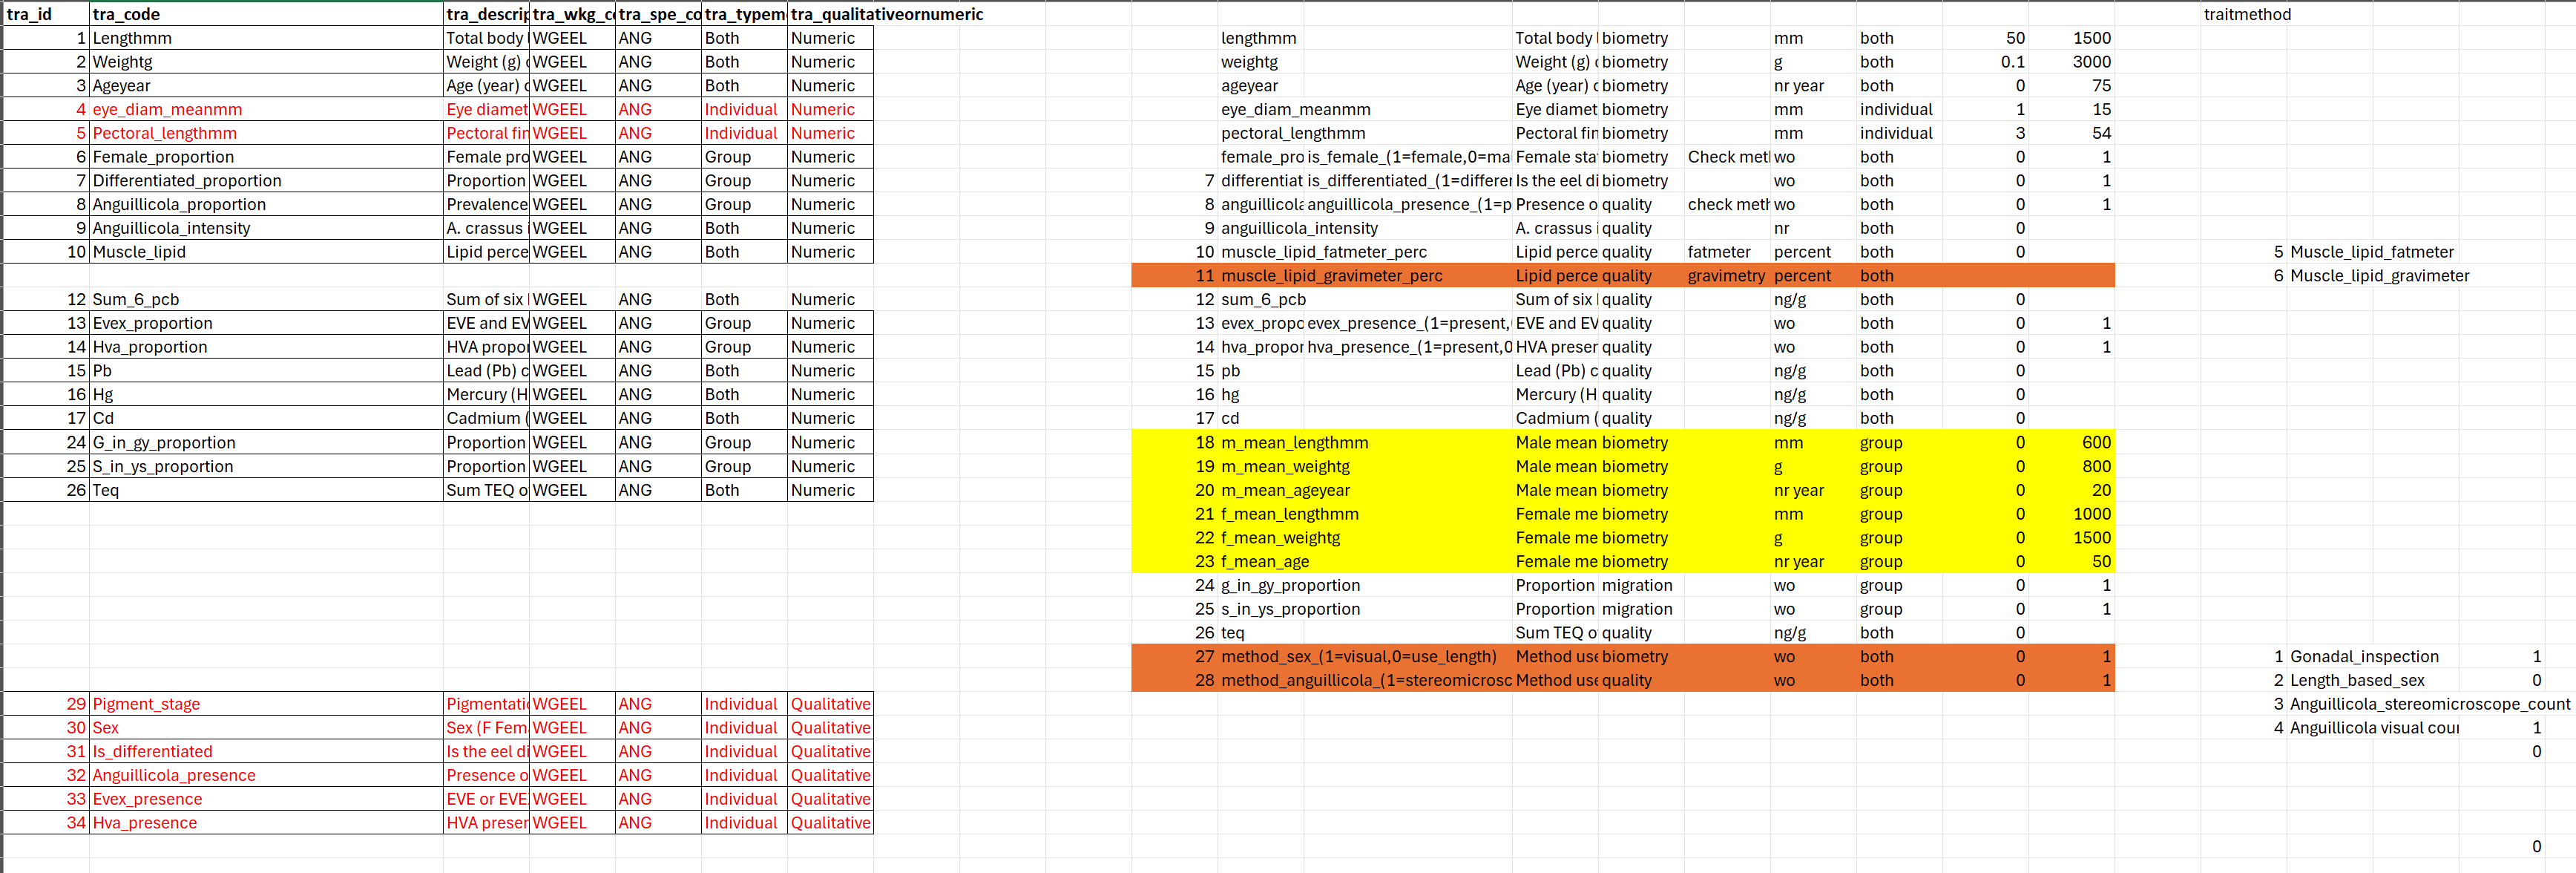 tra_id tra_code tra_descrip tra_wkg_co tra_spe_co tra_typem tra_qualitativeornumeric traitmethod
1 Lengthmm Total body WGEEL ANG Both Numeric lengthmm Total body biometry mm both 50 1500
2 Weightg Weight (g) WGEEL ANG Both Numeric weightg Weight (g) biometry g both 0.1 3000
3 Ageyear Age (year) WGEEL ANG Both Numeric ageyear Age (year) biometry nr year both 0 75
4 eye_diam_meanmm Eye diamet WGEEL ANG Individual Numeric eye_diam_meanmm Eye diamet biometry mm individual 1 15
5 Pectoral_lengthmm Pectoral fin WGEEL ANG Individual Numeric pectoral_lengthmm Pectoral fin biometry mm individual 3 54
6 Female_proportion Female pro WGEEL ANG Group Numeric female_pro is_female_(1=female,0=ma Female sta biometry Check met wo both 0 1
7 Differentiated_proportion Proportion WGEEL ANG Group Numeric 7 differentiat is_differentiated_(1=differer Is the eel di biometry wo both 0 1
8 Anguillicola_proportion Prevalence WGEEL ANG Group Numeric 8 anguillicola anguillicola_presence_(1=p Presence o quality check meth wo both 0 1
9 Anguillicola_intensity A. crassus i WGEEL ANG Both Numeric 9 anguillicola_intensity A. crassus i quality nr both 0
10 Muscle_lipid Lipid perce WGEEL ANG Both Numeric 10 muscle_lipid_fatmeter_perc Lipid perce quality fatmeter percent both 0 5 Muscle_lipid_fatmeter
11 muscle_lipid_gravimeter_perc Lipid perce quality gravimetry percent both 6 Muscle_lipid_gravimeter
12 Sum_6_pcb Sum of six WGEEL ANG Both Numeric 12 sum_6_pcb Sum of six quality ng/g both 0
13 Evex_proportion EVE and EV WGEEL ANG Group Numeric 13 evex_propo evex_presence_(1=present, EVE and EV quality wo both 0 1
14 Hva_proportion HVA propor WGEEL ANG Group Numeric 14 hva_propor hva_presence_(1=present,0 HVA preser quality wo both 0 1
15 Pb Lead (Pb) c WGEEL ANG Both Numeric 15 pb Lead (Pb) c quality ng/g both 0
16 Hg Mercury (H WGEEL ANG Both Numeric 16 hg Mercury (H quality ng/g both 0
17 Cd Cadmium ( WGEEL ANG Both Numeric 17 cd Cadmium ( quality ng/g both 0
24 G_in_gy_proportion Proportion WGEEL ANG Group Numeric 18 m_mean_lengthmm Male mean biometry mm group 0 600
25 S_in_ys_proportion Proportion WGEEL ANG Group Numeric 19 m_mean_weightg Male mean biometry g group 0 800
26 Teq Sum TEQ o WGEEL ANG Both Numeric 20 m_mean_ageyear Male mean biometry nr year group 0 20
21 f_mean_lengthmm Female me biometry mm group 0 1000
22 f_mean_weightg Female me biometry g group 0 1500
23 f_mean_age Female me biometry nr year group 0 50
24 g_in_gy_proportion Proportion migration wo group 0 1
25 s_in_ys_proportion Proportion migration wo group 0 1
26 teq Sum TEQ o quality ng/g both 0
27 method_sex_(1=visual,0=use_length) Method use biometry wo both 0 1 1 Gonadal_inspection 1
28 method_anguillicola_(1=stereomicrosc Method use quality wo both 0 1 2 Length_based_sex 0
29 Pigment_stage Pigmentatic WGEEL ANG Individual Qualitative 3 Anguillicola_stereomicroscope_count
30 Sex Sex (F Fem WGEEL ANG Individual Qualitative 4 Anguillicola visual cour 1
31 Is_differentiated Is the eel di WGEEL ANG Individual Qualitative 0
32 Anguillicola_presence Presence o WGEEL ANG Individual Qualitative
33 Evex_presence EVE or EVE WGEEL ANG Individual Qualitative
34 Hva_presence HVA preser WGEEL ANG Individual Qualitative
0